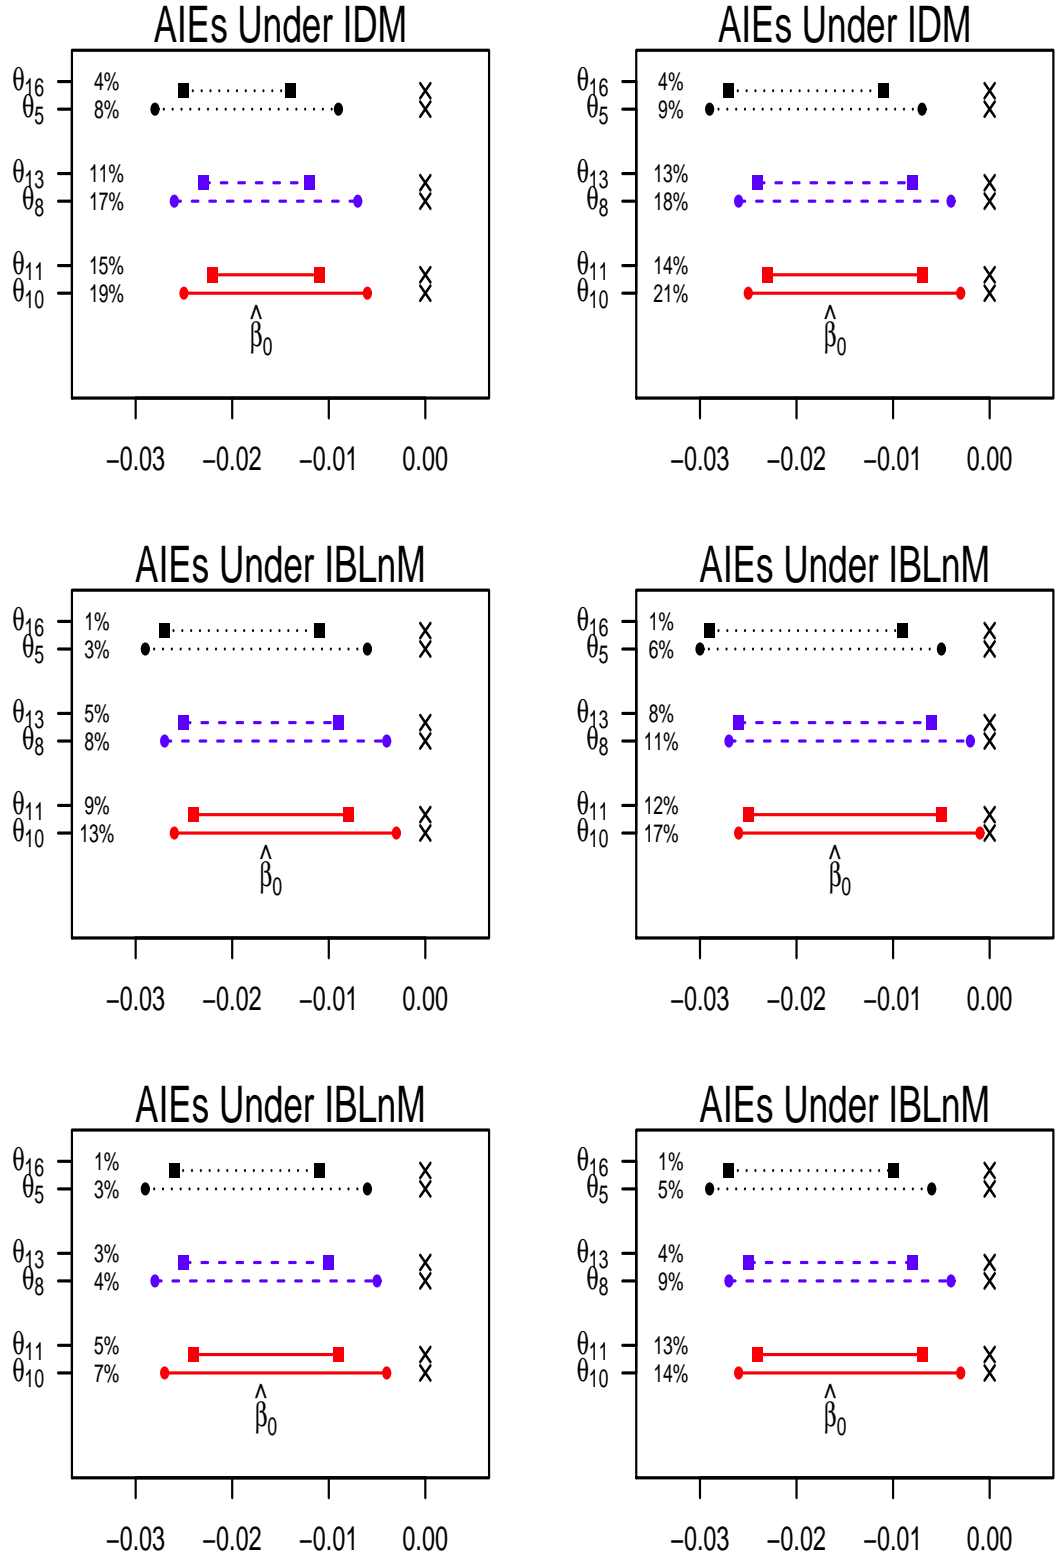 AIEs Under IDM
θ16 4%
θ5 8%
θ13 11%
θ8 17%
θ11 15%
θ10 19%
β̂0
−0.03 −0.02 −0.01 0.00
AIEs Under IDM
θ16 4%
θ5 9%
θ13 13%
θ8 18%
θ11 14%
θ10 21%
β̂0
−0.03 −0.02 −0.01 0.00
AIEs Under IBLnM
θ16 1%
θ5 3%
θ13 5%
θ8 8%
θ11 9%
θ10 13%
β̂0
−0.03 −0.02 −0.01 0.00
AIEs Under IBLnM
θ16 1%
θ5 6%
θ13 8%
θ8 11%
θ11 12%
θ10 17%
β̂0
−0.03 −0.02 −0.01 0.00
AIEs Under IBLnM
θ16 1%
θ5 3%
θ13 3%
θ8 4%
θ11 5%
θ10 7%
β̂0
−0.03 −0.02 −0.01 0.00
AIEs Under IBLnM
θ16 1%
θ5 5%
θ13 4%
θ8 9%
θ11 13%
θ10 14%
β̂0
−0.03 −0.02 −0.01 0.00